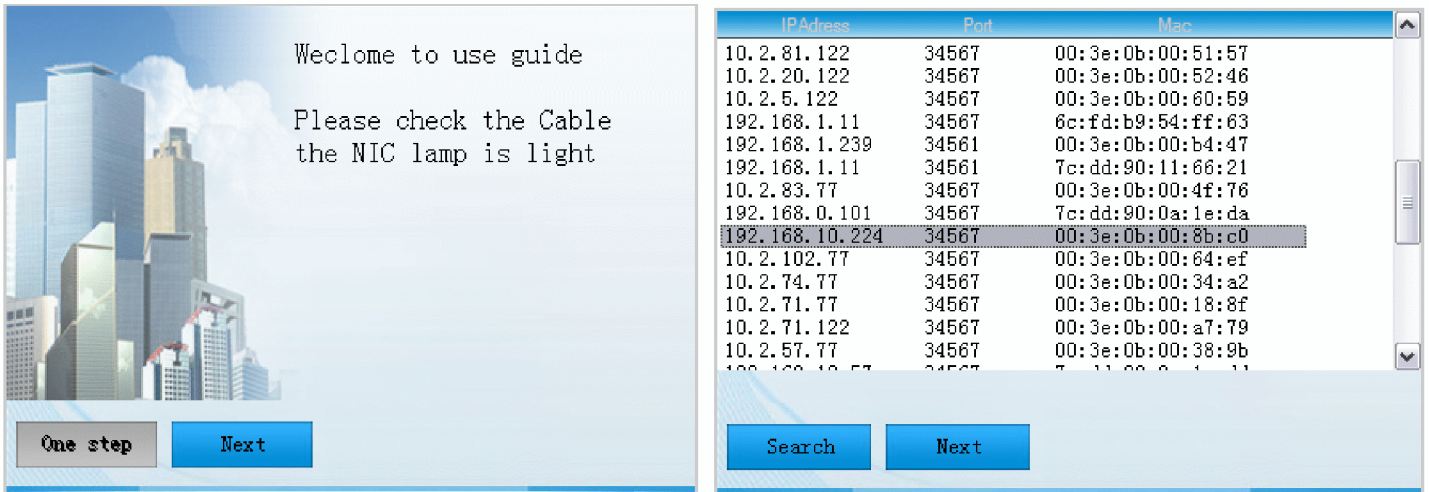 Weclome to use guide
Please check the Cable
the NIC lamp is light
One step Next
IPAdress Port Mac
10.2.81.122 34567 00:3e:0b:00:51:57
10.2.20.122 34567 00:3e:0b:00:52:46
10.2.5.122 34567 00:3e:0b:00:60:59
192.168.1.11 34567 6c:fd:b9:54:ff:63
192.168.1.239 34561 00:3e:0b:00:b4:47
192.168.1.11 34561 7c:dd:90:11:66:21
10.2.83.77 34567 00:3e:0b:00:4f:76
192.168.0.101 34567 7c:dd:90:0a:1e:da
192.168.10.224 34567 00:3e:0b:00:8b:c0
10.2.102.77 34567 00:3e:0b:00:64:ef
10.2.74.77 34567 00:3e:0b:00:34:a2
10.2.71.77 34567 00:3e:0b:00:18:8f
10.2.71.122 34567 00:3e:0b:00:a7:79
10.2.57.77 34567 00:3e:0b:00:38:9b
Search Next